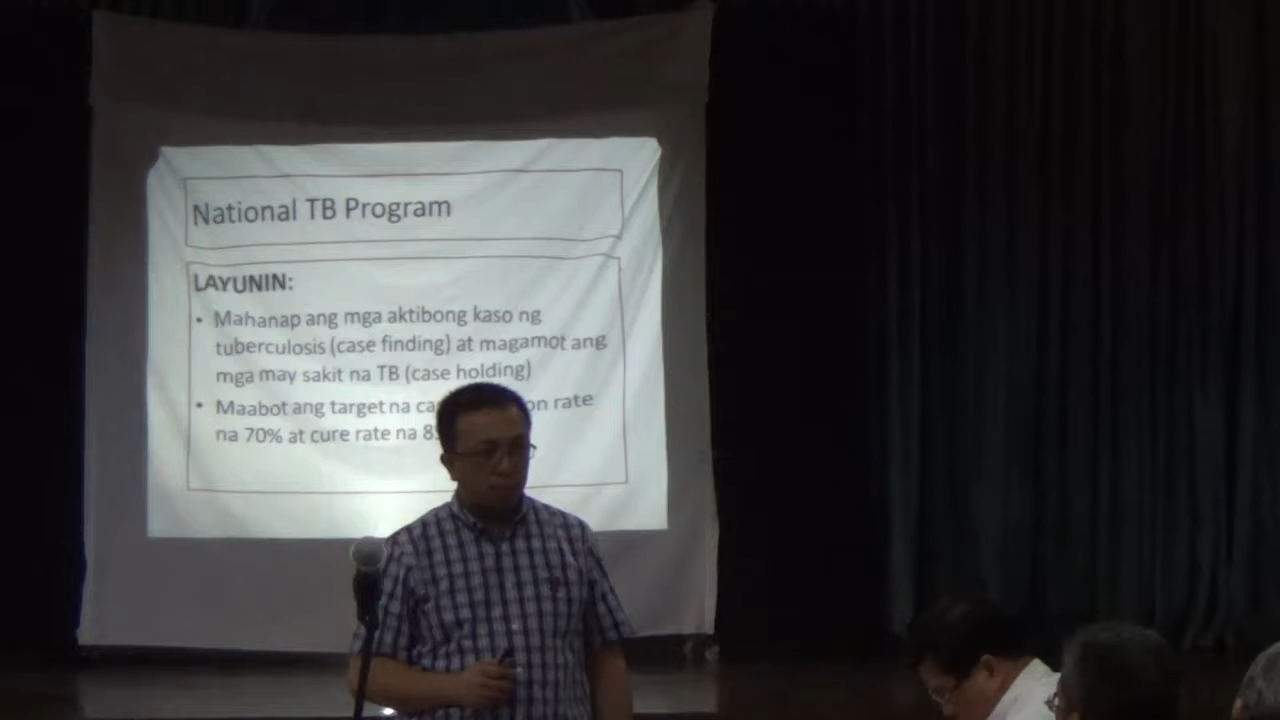 National TB Program
LAYUNIN:
• Mahanap ang mga aktibong kaso ng
tuberculosis (case finding) at magamot ang
mga may sakit na TB (case holding)
• Maabot ang target na rate
na 70% at cure rate na